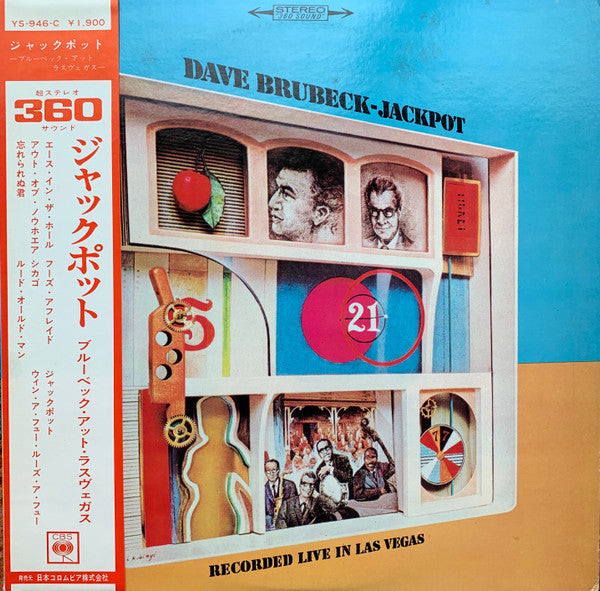 YS-946-C ¥1,900
ジャックポット
—ブルーベック・アット
ラスヴェガス—
超ステレオ
360
サウンド
ジャックポット ブルーベック・アット・ラスヴェガス
エース・イン・ザ・ホール フーズ・アフレイド ジャックポット
アウト・オブ・ノウホエア シカゴ ウィン・ア・フュー・ルーズ・ア・フュー
忘れられぬ君 ルード・オールド・マン
CBS
発売元 日本コロムビア株式会社
STEREO
"360 SOUND"
DAVE BRUBECK-JACKPOT
5
21
77
RECORDED LIVE IN LAS VEGAS